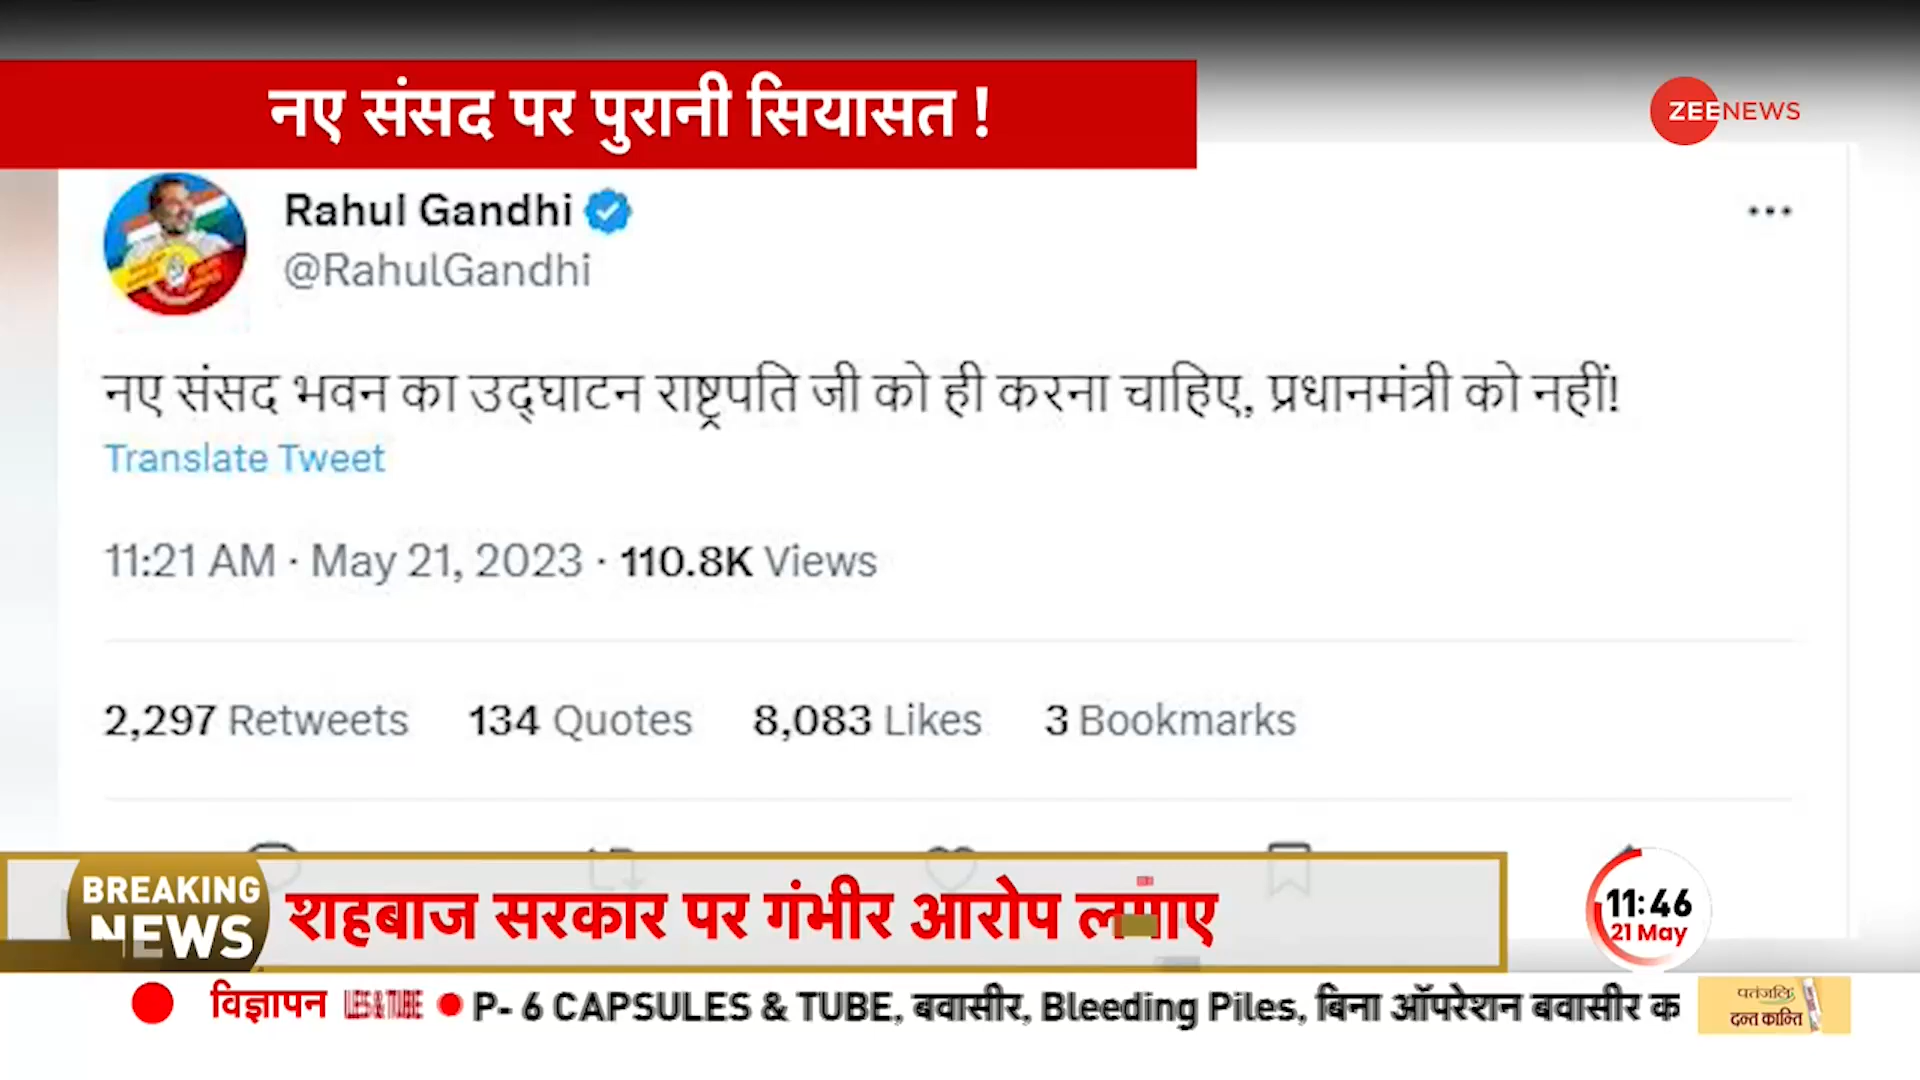 नए संसद पर पुरानी सियासत !
ZEENEWS
Rahul Gandhi
@RahulGandhi
नए संसद भवन का उद्घाटन राष्ट्रपति जी को ही करना चाहिए, प्रधानमंत्री को नहीं!
Translate Tweet
11:21 AM · May 21, 2023 · 110.8K Views
2,297 Retweets 134 Quotes 8,083 Likes 3 Bookmarks
BREAKING
NEWS
शहबाज सरकार पर गंभीर आरोप लगाए
11:46
21 May
विज्ञापन
P- 6 CAPSULES & TUBE, बवासीर, Bleeding Piles, बिना ऑपरेशन बवासीर क
पतंजलि
दन्त कान्ति